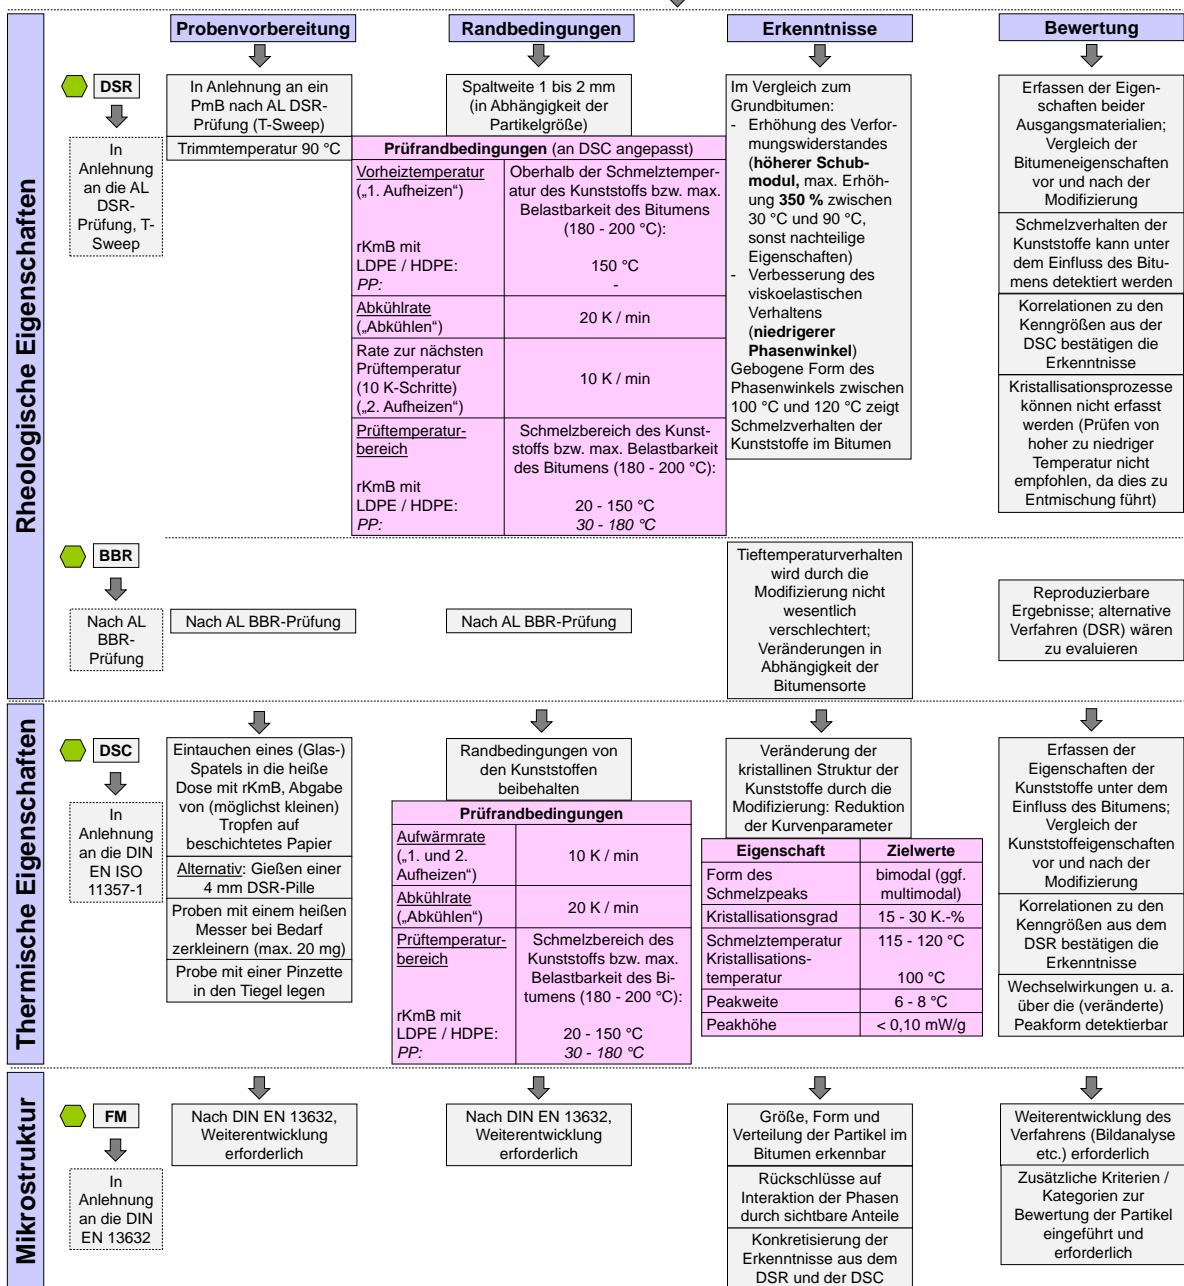 Probenvorbereitung
Randbedingungen
Erkenntnisse
Bewertung
Rheologische Eigenschaften
DSR
In
Anlehnung
an die AL
DSR-
Prüfung, T-
Sweep
In Anlehnung an ein
PmB nach AL DSR-
Prüfung (T-Sweep)
Trimmtemperatur 90 °C
Spaltweite 1 bis 2 mm
(in Abhängigkeit der
Partikelgröße)
Prüfrandbedingungen (an DSC angepasst)
Vorheiztemperatur
(„1. Aufheizen“)
rKmB mit
LDPE / HDPE:
PP:
Oberhalb der Schmelztemper-
atur des Kunststoffs bzw. max.
Belastbarkeit des Bitumens
(180 - 200 °C):
150 °C
-
Abkühlrate
(„Abkühlen“)
20 K / min
Rate zur nächsten
Prüftemperatur
(10 K-Schritte)
(„2. Aufheizen“)
10 K / min
Prüftemperatur-
bereich
rKmB mit
LDPE / HDPE:
PP:
Schmelzbereich des Kunst-
stoffs bzw. max. Belastbarkeit
des Bitumens (180 - 200 °C):
20 - 150 °C
30 - 180 °C
Im Vergleich zum
Grundbitumen:
- Erhöhung des Verfor-
mungswiderstandes
(höherer Schub-
modul, max. Erhöh-
ung 350 % zwischen
30 °C und 90 °C,
sonst nachteilige
Eigenschaften)
- Verbesserung des
viskoelastischen
Verhaltens
(niedrigerer
Phasenwinkel)
Gebogene Form des
Phasenwinkels zwischen
100 °C und 120 °C zeigt
Schmelzverhalten der
Kunststoffe im Bitumen
Erfassen der Eigen-
schaften beider
Ausgangsmaterialien;
Vergleich der
Bitumeneigenschaften
vor und nach der
Modifizierung
Schmelzverhalten der
Kunststoffe kann unter
dem Einfluss des Bitu-
mens detektiert werden
Korrelationen zu den
Kenngrößen aus der
DSC bestätigen die
Erkenntnisse
Kristallisationsprozesse
können nicht erfasst
werden (Prüfen von
hoher zu niedriger
Temperatur nicht
empfohlen, da dies zu
Entmischung führt)
BBR
Nach AL
BBR-
Prüfung
Nach AL BBR-Prüfung
Nach AL BBR-Prüfung
Tieftemperaturverhalten
wird durch die
Modifizierung nicht
wesentlich
verschlechtert;
Veränderungen in
Abhängigkeit der
Bitumensorte
Reproduzierbare
Ergebnisse; alternative
Verfahren (DSR) wären
zu evaluieren
Thermische Eigenschaften
DSC
In
Anlehnung
an die DIN
EN ISO
11357-1
Eintauchen eines (Glas-)
Spatels in die heiße
Dose mit rKmB, Abgabe
von (möglichst kleinen)
Tropfen auf
beschichtetes Papier
Alternativ: Gießen einer
4 mm DSR-Pille
Proben mit einem heißen
Messer bei Bedarf
zerkleinern (max. 20 mg)
Probe mit einer Pinzette
in den Tiegel legen
Randbedingungen von
den Kunststoffen
beibehalten
Prüfrandbedingungen
Aufwärmrate
(„1. und 2.
Aufheizen“)
10 K / min
Abkühlrate
(„Abkühlen“)
20 K / min
Prüftemperatur-
bereich
rKmB mit
LDPE / HDPE:
PP:
Schmelzbereich des
Kunststoffs bzw. max.
Belastbarkeit des Bi-
tumens (180 - 200 °C):
20 - 150 °C
30 - 180 °C
Veränderung der
kristallinen Struktur der
Kunststoffe durch die
Modifizierung: Reduktion
der Kurvenparameter
Eigenschaft Zielwerte
Form des
Schmelzpeaks
bimodal (ggf.
multimodal)
Kristallisationsgrad 15 - 30 K.-%
Schmelztemperatur 115 - 120 °C
Kristallisations-
temperatur 100 °C
Peakweite 6 - 8 °C
Peakhöhe < 0,10 mW/g
Erfassen der
Eigenschaften der
Kunststoffe unter dem
Einfluss des Bitumens;
Vergleich der
Kunststoffeigenschaften
vor und nach der
Modifizierung
Korrelationen zu den
Kenngrößen aus dem
DSR bestätigen die
Erkenntnisse
Wechselwirkungen u. a.
über die (veränderte)
Peakform detektierbar
Mikrostruktur
FM
In
Anlehnung
an die DIN
EN 13632
Nach DIN EN 13632,
Weiterentwicklung
erforderlich
Nach DIN EN 13632,
Weiterentwicklung
erforderlich
Größe, Form und
Verteilung der Partikel im
Bitumen erkennbar
Rückschlüsse auf
Interaktion der Phasen
durch sichtbare Anteile
Konkretisierung der
Erkenntnisse aus dem
DSR und der DSC
Weiterentwicklung des
Verfahrens (Bildanalyse
etc.) erforderlich
Zusätzliche Kriterien /
Kategorien zur
Bewertung der Partikel
eingeführt und
erforderlich